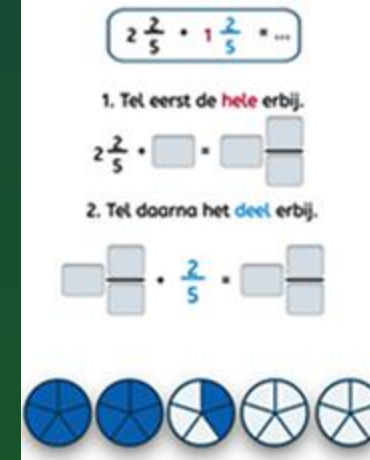 2 2/5 + 1 2/5 = ...
1. Tel eerst de hele erbij.
2 2/5 + =
2. Tel daarna het deel erbij.
+ 2/5 =